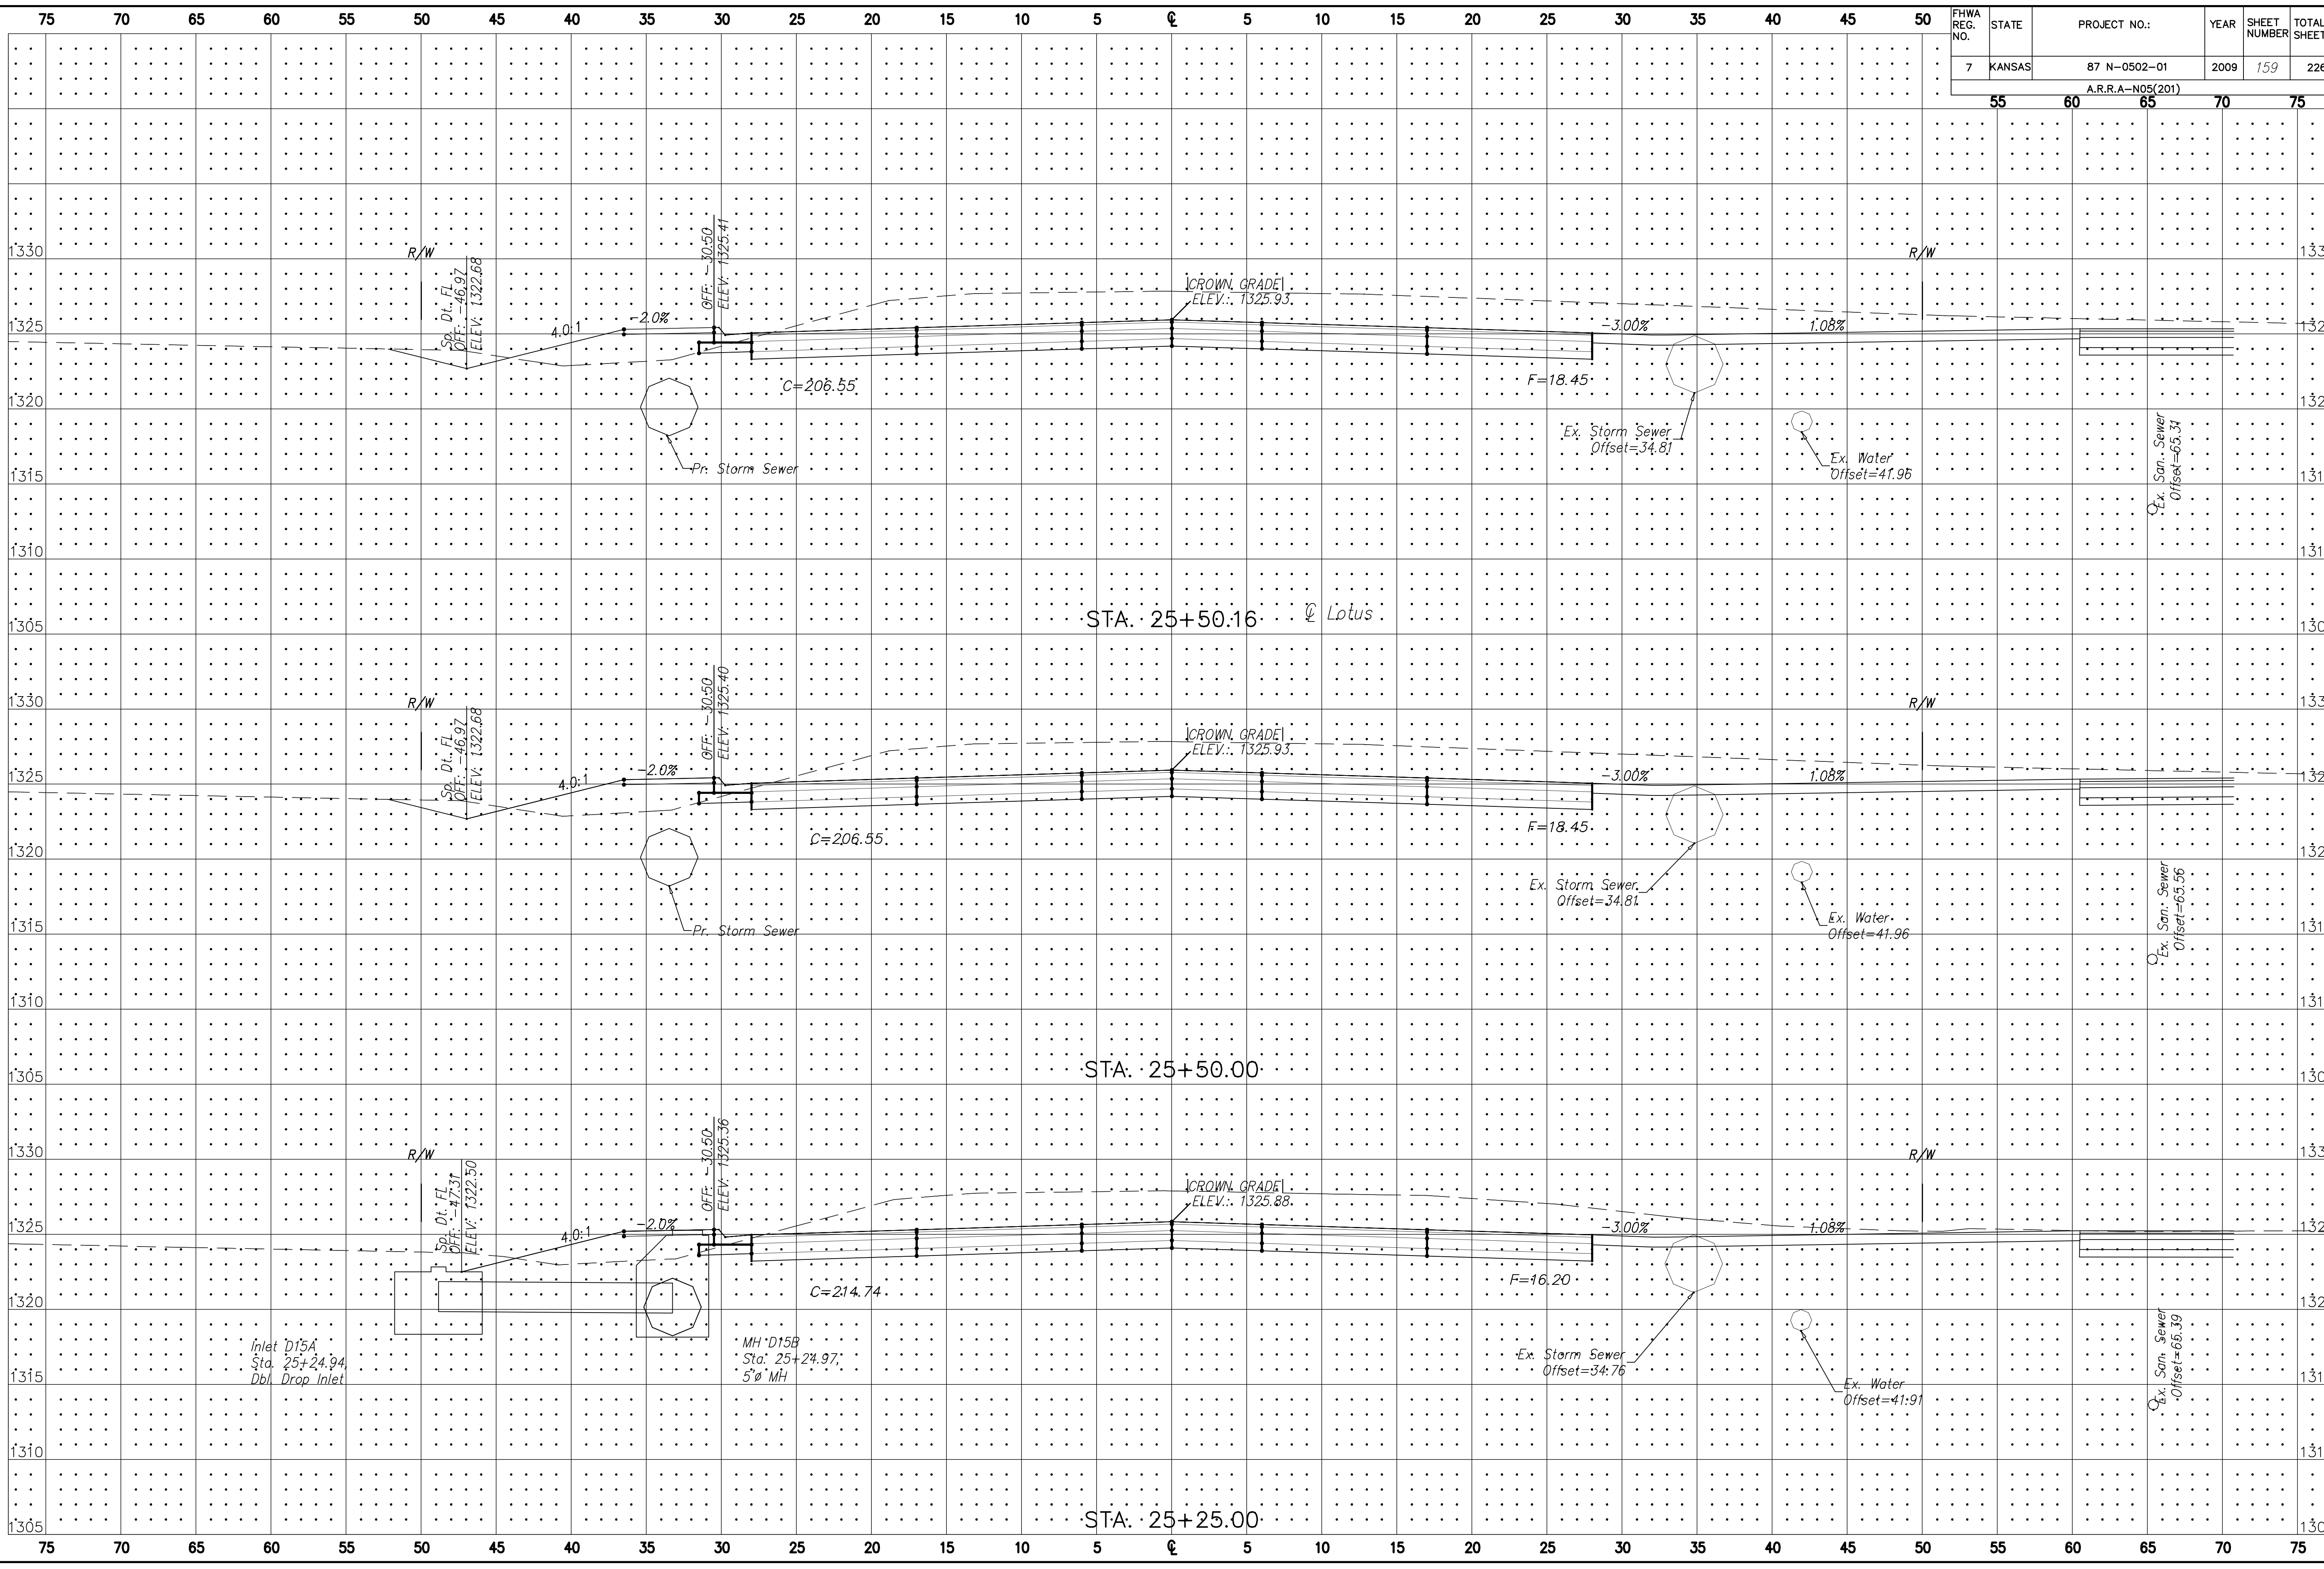 75 70 65 60 55 50 45 40 35 30 25 20 15 10 5 ℄ 5 10 15 20 25 30 35 40 45 50
FHWA REG. NO. STATE PROJECT NO.: YEAR SHEET NUMBER TOTAL SHEET
7 KANSAS 87 N-0502-01 2009 159 226
A.R.R.A-N05(201)
55 60 65 70 75
1330
1325
1320
1315
1310
1305
R/W
Sp. Dt. FL
OFF: -46.97
ELEV: 1322.68
4.0:1
-2.0%
OFF: -30.50
ELEV: 1325.41
CROWN GRADE
ELEV.: 1325.93
C=206.55
F=18.45
-3.00%
1.08%
R/W
Pr. Storm Sewer
Ex. Storm Sewer
Offset=34.81
Ex. Water
Offset=41.96
Ex. San. Sewer
Offset=65.31
STA. 25+50.16
℄ Lotus
1330
1325
1320
1315
1310
1305
R/W
Sp. Dt. FL
OFF: -46.97
ELEV: 1322.68
4.0:1
-2.0%
OFF: -30.50
ELEV: 1325.40
CROWN GRADE
ELEV.: 1325.93
C=206.55
F=18.45
-3.00%
1.08%
R/W
Pr. Storm Sewer
Ex. Storm Sewer
Offset=34.81
Ex. Water
Offset=41.96
Ex. San. Sewer
Offset=65.56
STA. 25+50.00
1330
1325
1320
1315
1310
1305
R/W
Sp. Dt. FL
OFF: -47.31
ELEV: 1322.50
4.0:1
-2.0%
OFF: -30.50
ELEV: 1325.36
CROWN GRADE
ELEV.: 1325.88
C=214.74
F=16.20
-3.00%
1.08%
R/W
Inlet D15A
Sta. 25+24.94,
Dbl. Drop Inlet
MH D15B
Sta. 25+24.97,
5'ø MH
Ex. Storm Sewer
Offset=34.76
Ex. Water
Offset=41.91
Ex. San. Sewer
Offset=65.39
STA. 25+25.00
75 70 65 60 55 50 45 40 35 30 25 20 15 10 5 ℄ 5 10 15 20 25 30 35 40 45 50 55 60 65 70 75